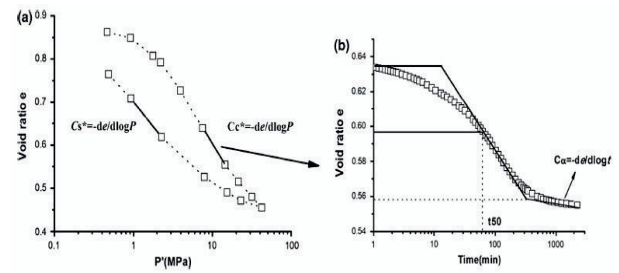 (a)
0.9
0.8
0.7
0.6
0.5
0.4
Void ratio e
Cs*=-de/dlogP
Cc*=-de/dlogP
0.1
1
10
100
P'(MPa)
(b)
0.64
0.62
0.60
0.58
0.56
0.54
Void ratio e
Cα=-de/dlogt
t50
1
10
100
1000
Time(min)